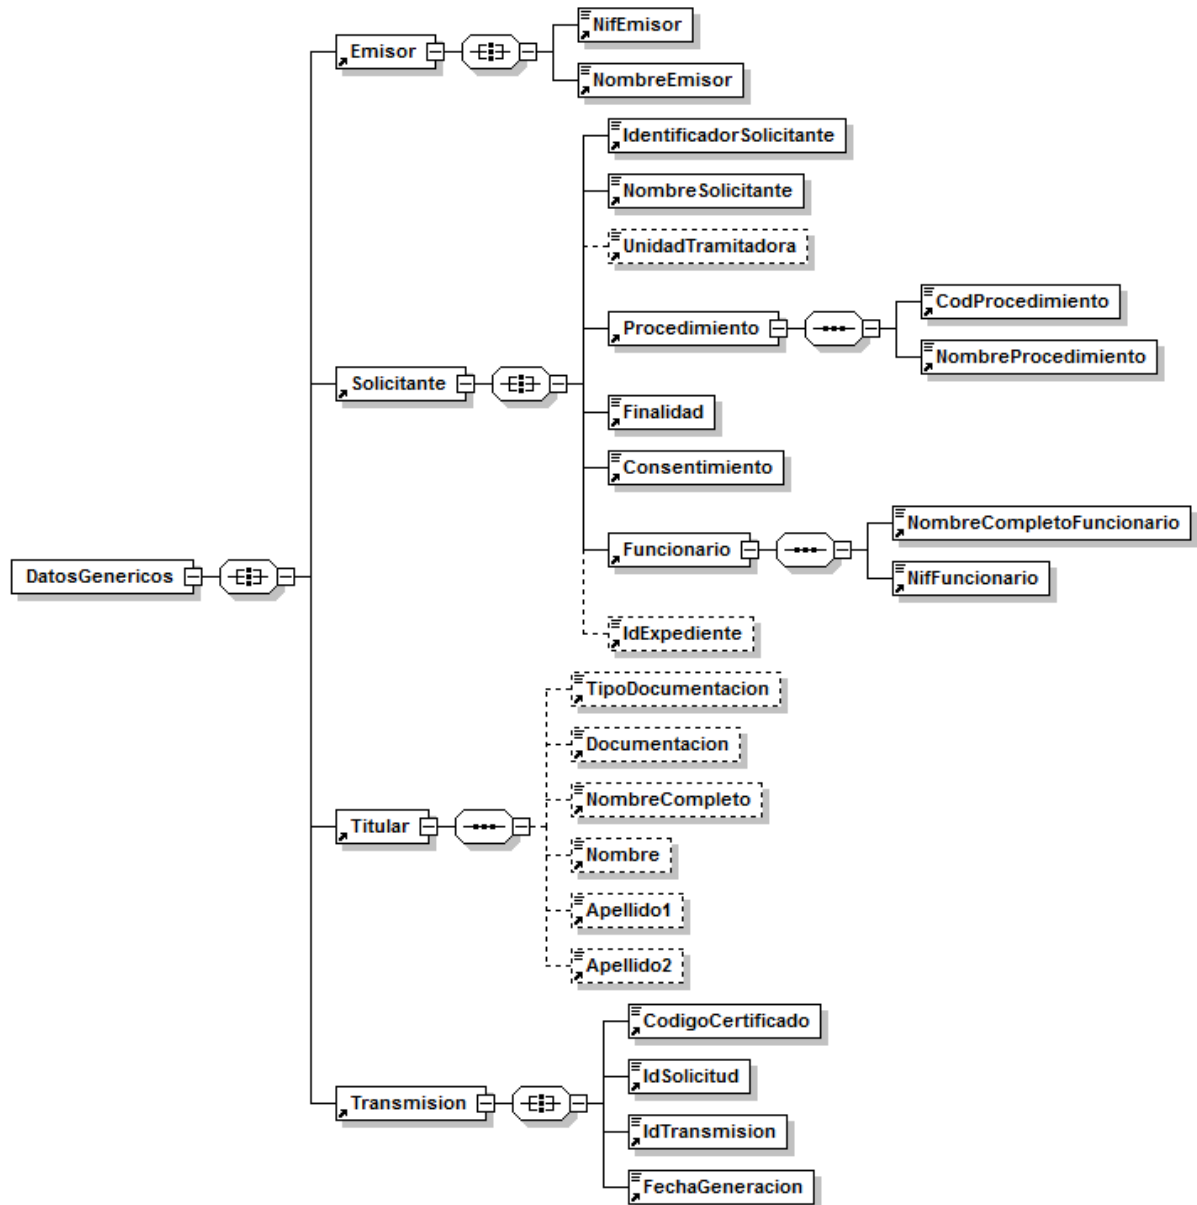 NifEmisor
Emisor
NombreEmisor
IdentificadorSolicitante
NombreSolicitante
UnidadTramitadora
CodProcedimiento
Procedimiento
NombreProcedimiento
Solicitante
Finalidad
Consentimiento
NombreCompletoFuncionario
Funcionario
NifFuncionario
DatosGenericos
IdExpediente
TipoDocumentacion
Documentacion
NombreCompleto
Titular
Nombre
Apellido1
Apellido2
CodigoCertificado
IdSolicitud
Transmision
IdTransmision
FechaGeneracion